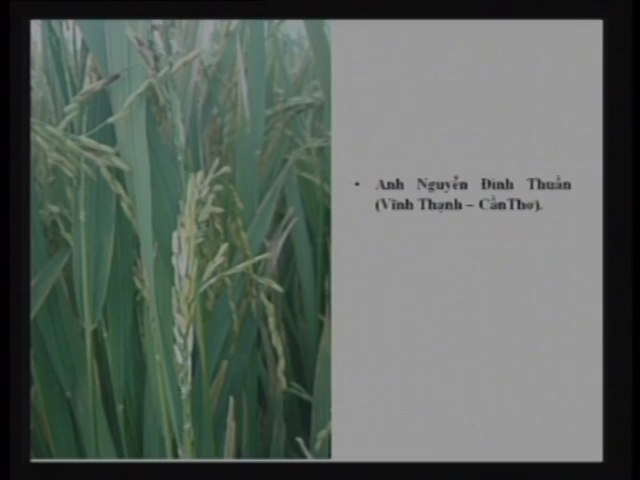 • Anh Nguyễn Đình Thuần
(Vĩnh Thạnh – CầnThơ).